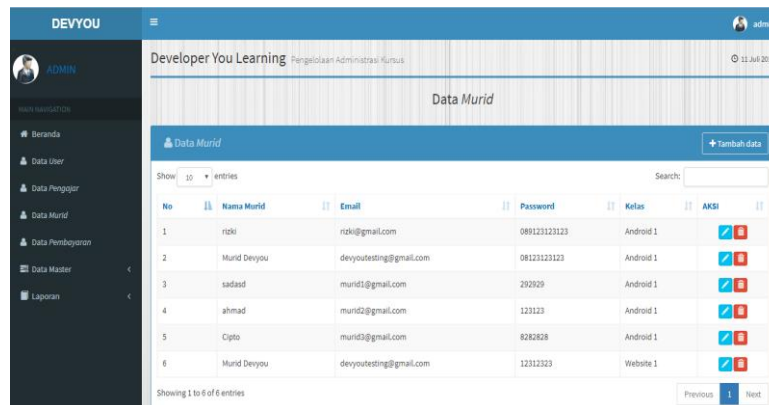 DEVYOU
adm
ADMIN
MAIN NAVIGATION
Beranda
Data User
Data Pengajar
Data Murid
Data Pembayaran
Data Master
Laporan
Developer You Learning Pengelolaan Administrasi Kursus
11 Juli 20
Data Murid
Data Murid
Tambah data
Show 10 entries
Search:
No Nama Murid Email Password Kelas AKSI
1 rizki rizki@gmail.com 089123123123 Android 1
2 Murid Devyou devyoutesting@gmail.com 08123123123 Android 1
3 sadasd murid1@gmail.com 292929 Android 1
4 ahmad murid2@gmail.com 123123 Android 1
5 Cipto murid3@gmail.com 8282828 Android 1
6 Murid Devyou devyoutesting@gmail.com 12312323 Website 1
Showing 1 to 6 of 6 entries
Previous 1 Next